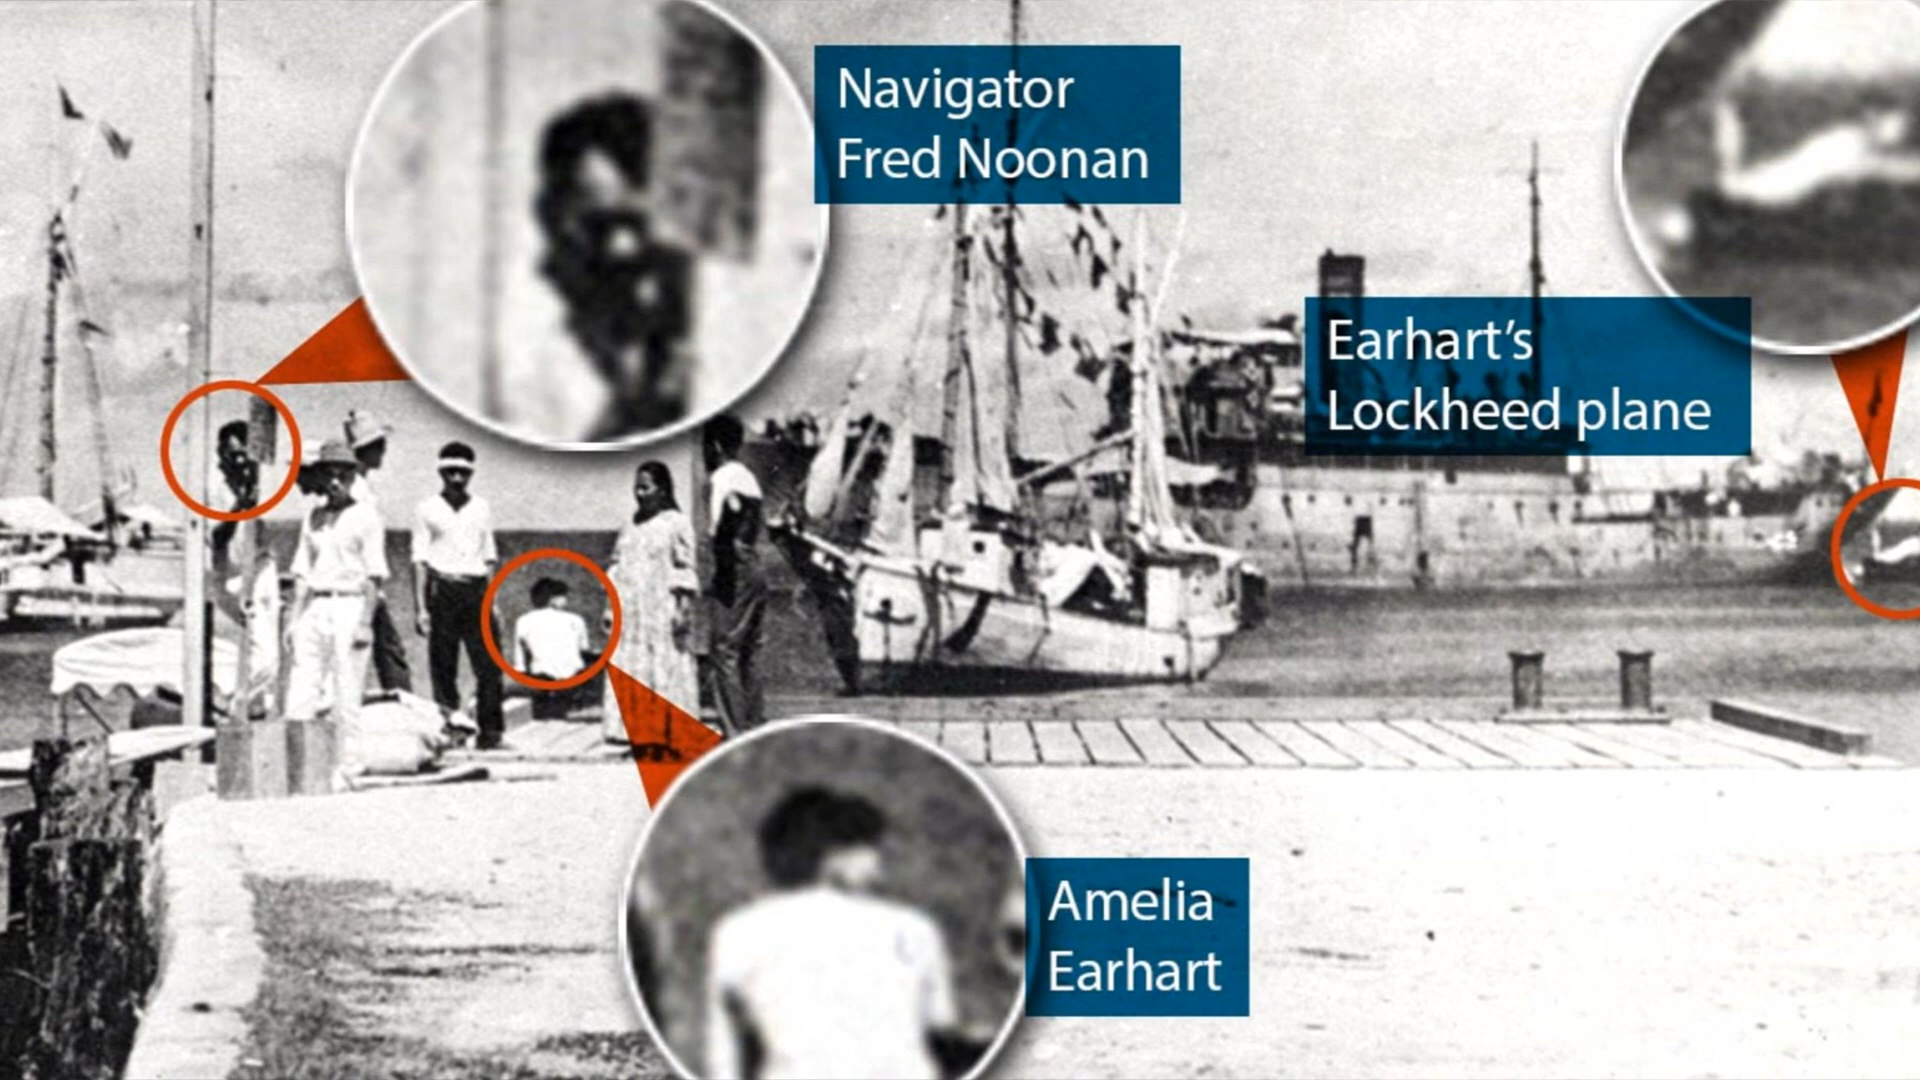 Navigator
Fred Noonan
Earhart's
Lockheed plane
Amelia
Earhart